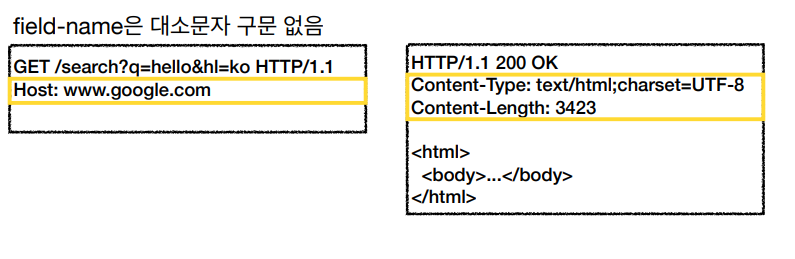 field-name은 대소문자 구문 없음
GET /search?q=hello&hl=ko HTTP/1.1
Host: www.google.com
HTTP/1.1 200 OK
Content-Type: text/html;charset=UTF-8
Content-Length: 3423
<html>
<body>...</body>
</html>